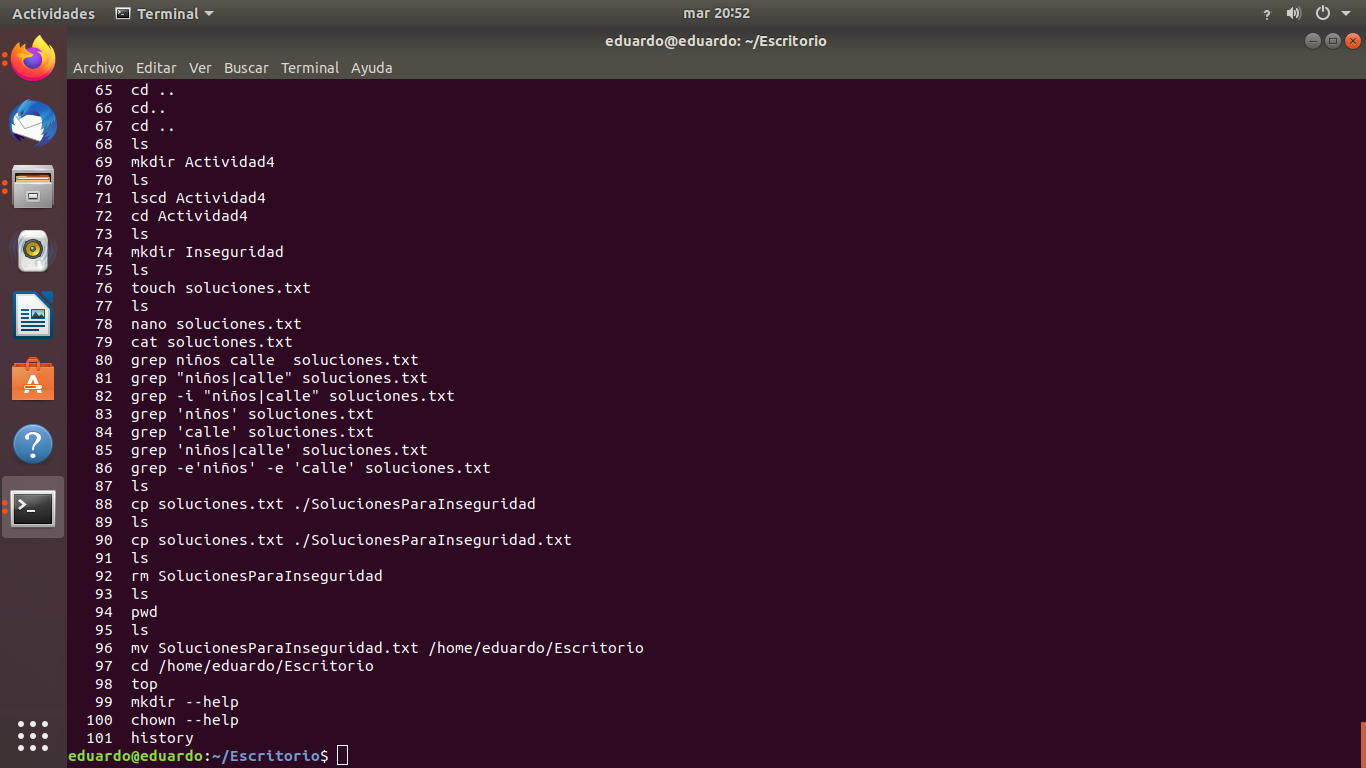 Actividades Terminal mar 20:52
eduardo@eduardo: ~/Escritorio
Archivo Editar Ver Buscar Terminal Ayuda
65 cd ..
66 cd..
67 cd ..
68 ls
69 mkdir Actividad4
70 ls
71 lscd Actividad4
72 cd Actividad4
73 ls
74 mkdir Inseguridad
75 ls
76 touch soluciones.txt
77 ls
78 nano soluciones.txt
79 cat soluciones.txt
80 grep niños calle  soluciones.txt
81 grep "niños|calle" soluciones.txt
82 grep -i "niños|calle" soluciones.txt
83 grep 'niños' soluciones.txt
84 grep 'calle' soluciones.txt
85 grep 'niños|calle' soluciones.txt
86 grep -e'niños' -e 'calle' soluciones.txt
87 ls
88 cp soluciones.txt ./SolucionesParaInseguridad
89 ls
90 cp soluciones.txt ./SolucionesParaInseguridad.txt
91 ls
92 rm SolucionesParaInseguridad
93 ls
94 pwd
95 ls
96 mv SolucionesParaInseguridad.txt /home/eduardo/Escritorio
97 cd /home/eduardo/Escritorio
98 top
99 mkdir --help
100 chown --help
101 history
eduardo@eduardo:~/Escritorio$